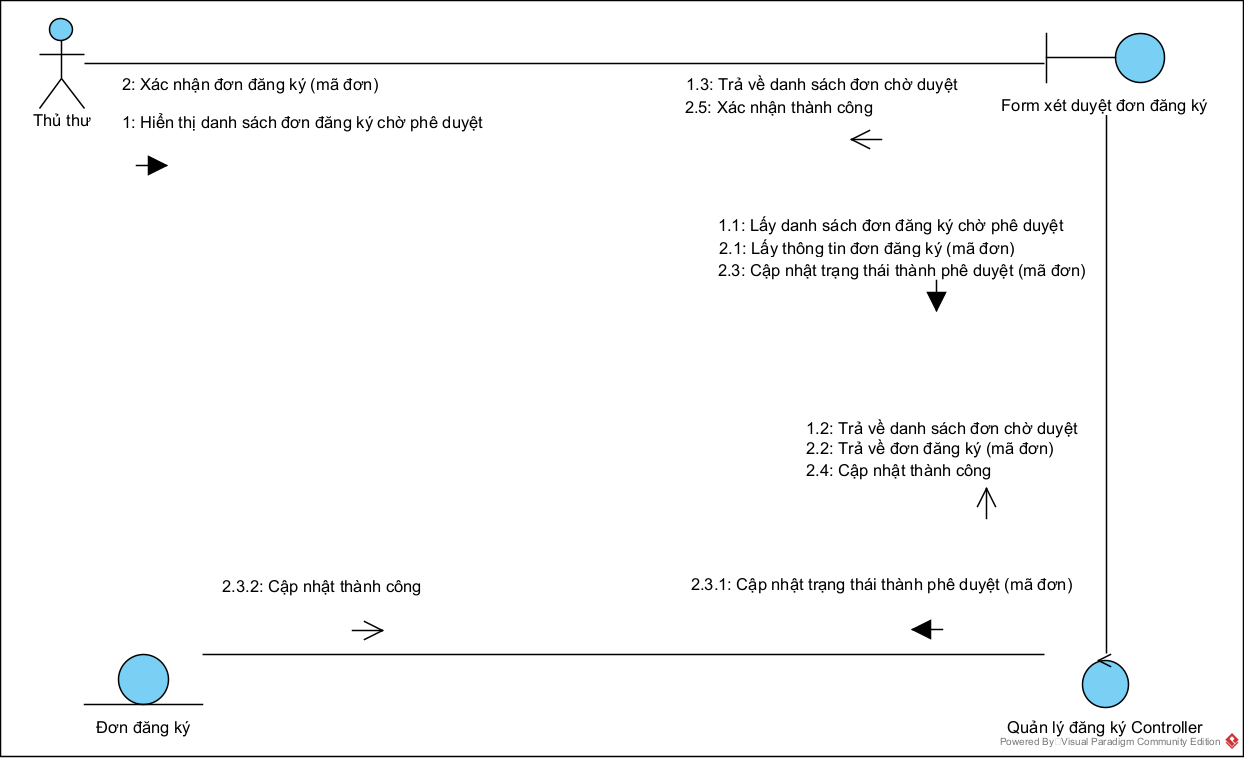 2: Xác nhận đơn đăng ký (mã đơn)
1: Hiển thị danh sách đơn đăng ký chờ phê duyệt
Thủ thư
1.3: Trả về danh sách đơn chờ duyệt
2.5: Xác nhận thành công
Form xét duyệt đơn đăng ký
1.1: Lấy danh sách đơn đăng ký chờ phê duyệt
2.1: Lấy thông tin đơn đăng ký (mã đơn)
2.3: Cập nhật trạng thái thành phê duyệt (mã đơn)
1.2: Trả về danh sách đơn chờ duyệt
2.2: Trả về đơn đăng ký (mã đơn)
2.4: Cập nhật thành công
2.3.2: Cập nhật thành công
2.3.1: Cập nhật trạng thái thành phê duyệt (mã đơn)
Đơn đăng ký
Quản lý đăng ký Controller
Powered By Visual Paradigm Community Edition